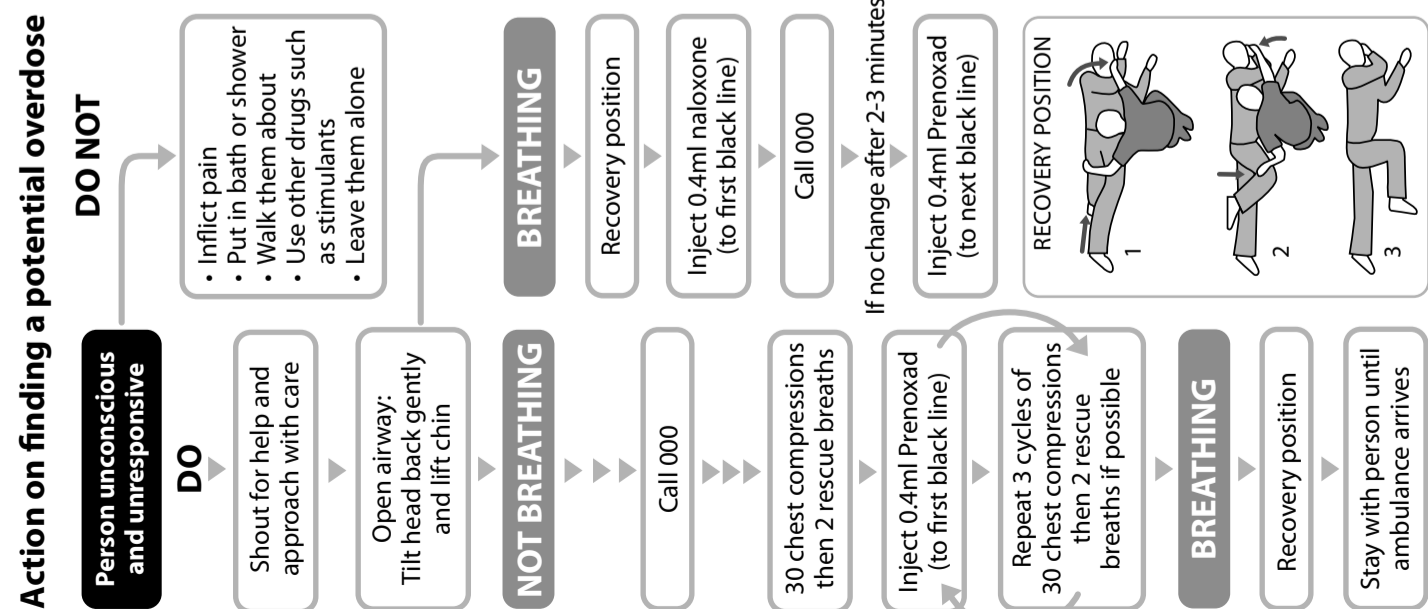 Action on finding a potential overdose
Person unconscious
and unresponsive
DO
Shout for help and
approach with care
Open airway:
Tilt head back gently
and lift chin
NOT BREATHING
Call 000
30 chest compressions
then 2 rescue breaths
Inject 0.4ml Prenoxad
(to first black line)
Repeat 3 cycles of
30 chest compressions
then 2 rescue
breaths if possible
BREATHING
Recovery position
Stay with person until
ambulance arrives
DO NOT
• Inflict pain
• Put in bath or shower
• Walk them about
• Use other drugs such
as stimulants
• Leave them alone
BREATHING
Recovery position
Inject 0.4ml naloxone
(to first black line)
Call 000
If no change after 2-3 minutes
Inject 0.4ml Prenoxad
(to next black line)
RECOVERY POSITION
1
2
3